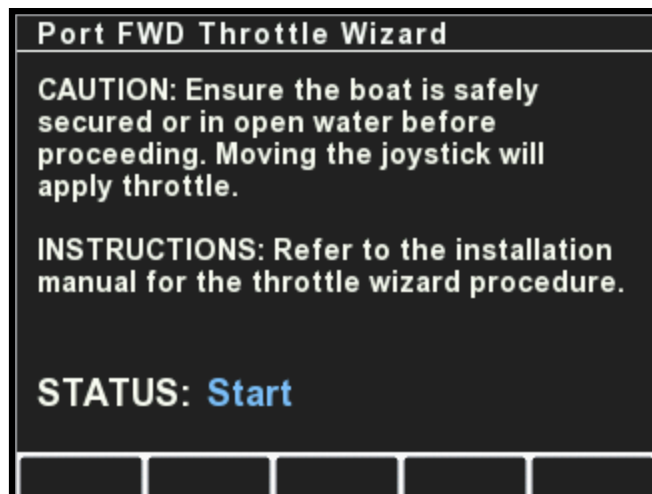 Port FWD Throttle Wizard
CAUTION: Ensure the boat is safely
secured or in open water before
proceeding. Moving the joystick will
apply throttle.
INSTRUCTIONS: Refer to the installation
manual for the throttle wizard procedure.
STATUS: Start